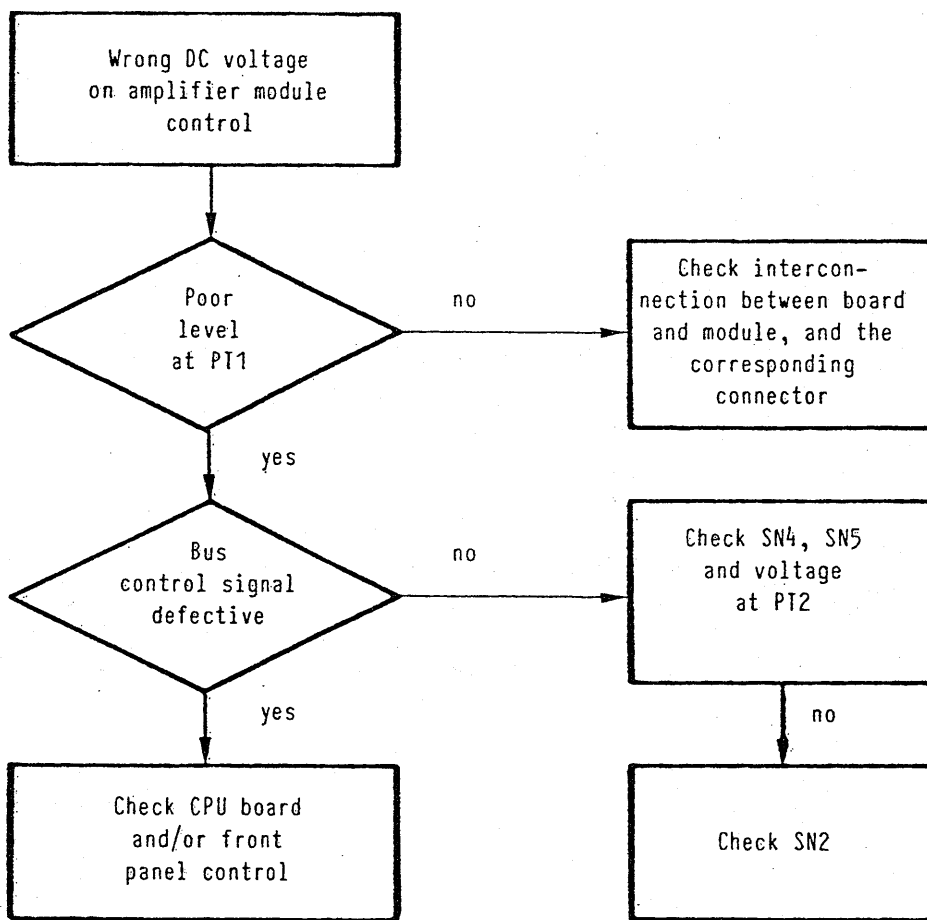 Wrong DC voltage
on amplifier module
control
Poor
level
at PT1
no
Check intercon-
nection between board
and module, and the
corresponding
connector
yes
Bus
control signal
defective
no
Check SN4, SN5
and voltage
at PT2
yes
no
Check CPU board
and/or front
panel control
Check SN2